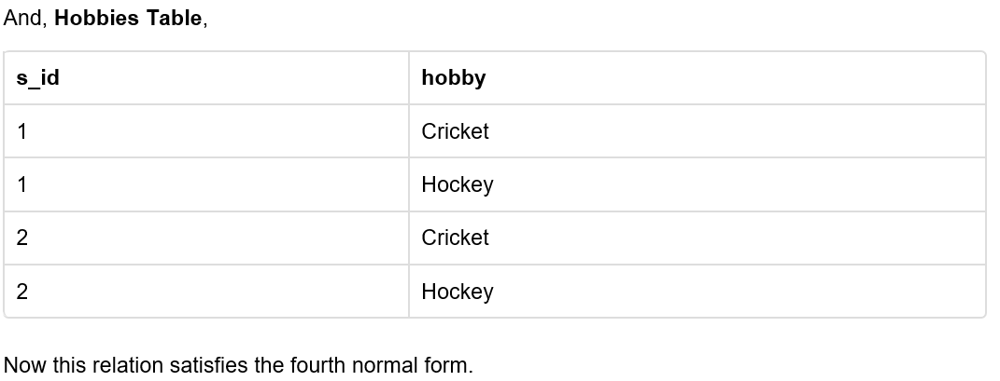 And, Hobbies Table,
s_id hobby
1 Cricket
1 Hockey
2 Cricket
2 Hockey
Now this relation satisfies the fourth normal form.